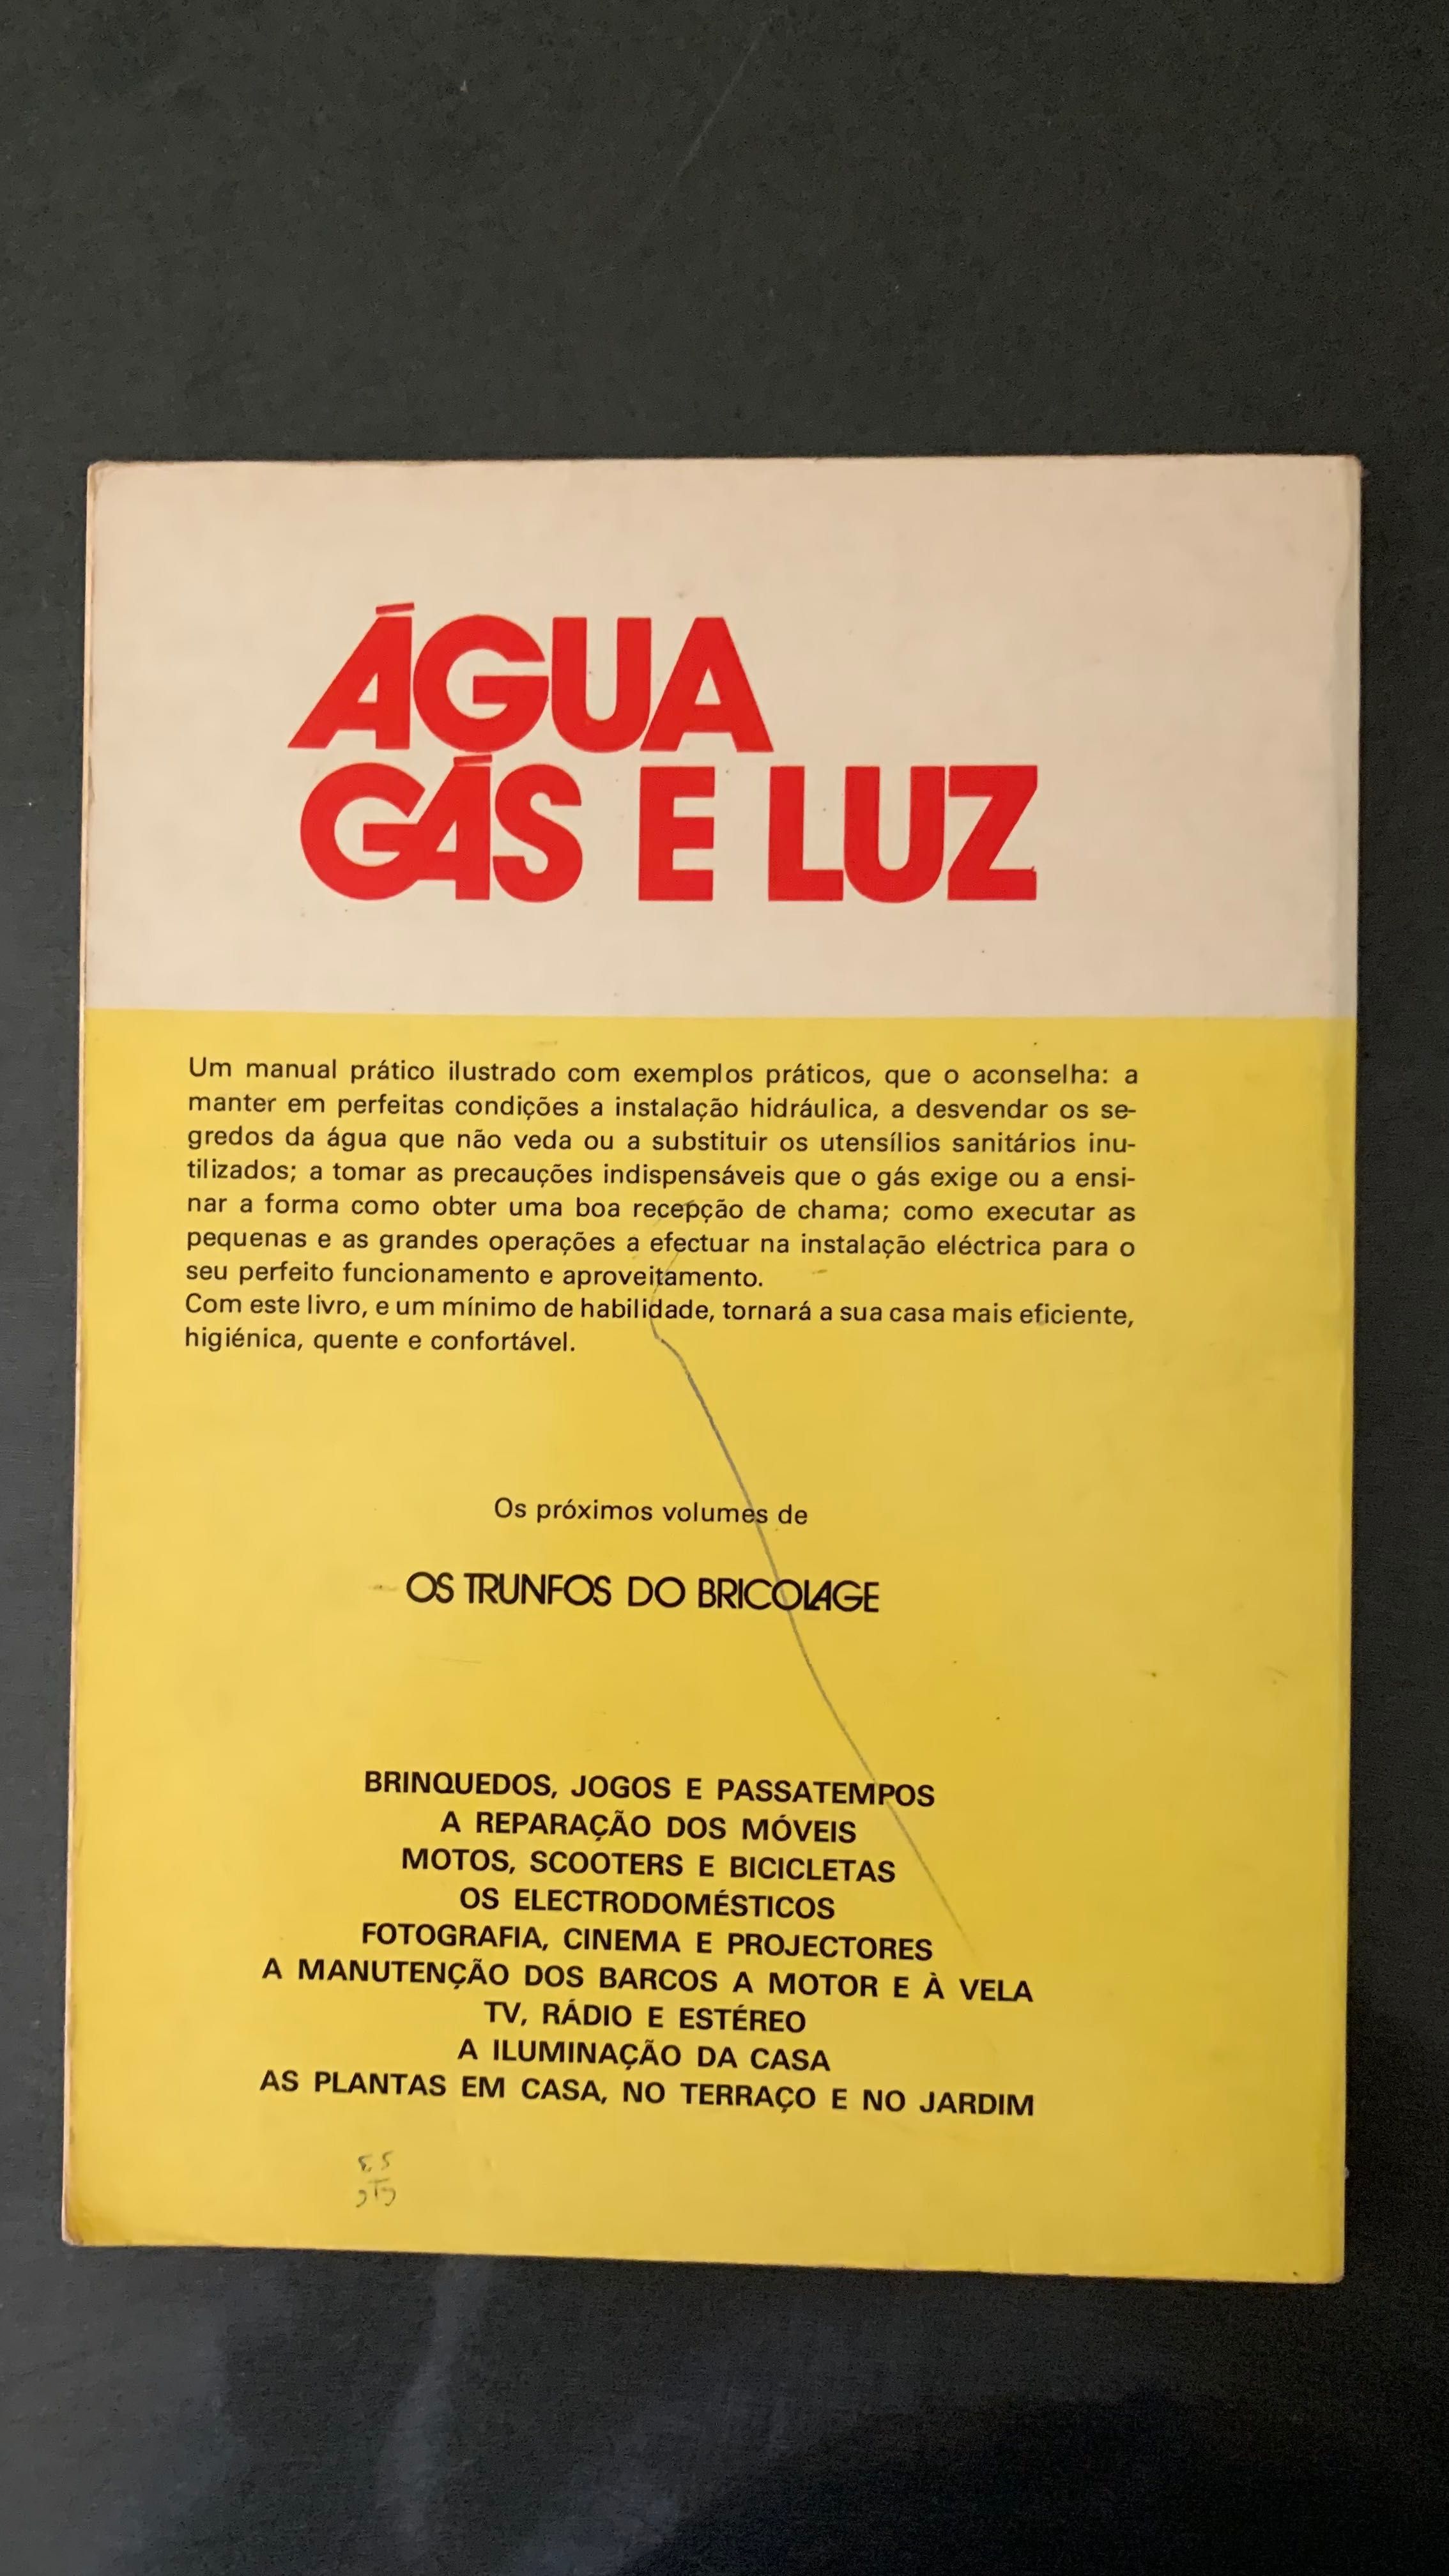 ÁGUA
GÁS E LUZ
Um manual prático ilustrado com exemplos práticos, que o aconselha: a
manter em perfeitas condições a instalação hidráulica, a desvendar os se-
gredos da água que não veda ou a substituir os utensílios sanitários inu-
tilizados; a tomar as precauções indispensáveis que o gás exige ou a ensi-
nar a forma como obter uma boa recepção de chama; como executar as
pequenas e as grandes operações a efectuar na instalação eléctrica para o
seu perfeito funcionamento e aproveitamento.
Com este livro, e um mínimo de habilidade, tornará a sua casa mais eficiente,
higiénica, quente e confortável.
Os próximos volumes de
OS TRUNFOS DO BRICOLAGE
BRINQUEDOS, JOGOS E PASSATEMPOS
A REPARAÇÃO DOS MÓVEIS
MOTOS, SCOOTERS E BICICLETAS
OS ELECTRODOMÉSTICOS
FOTOGRAFIA, CINEMA E PROJECTORES
A MANUTENÇÃO DOS BARCOS A MOTOR E À VELA
TV, RÁDIO E ESTÉREO
A ILUMINAÇÃO DA CASA
AS PLANTAS EM CASA, NO TERRAÇO E NO JARDIM